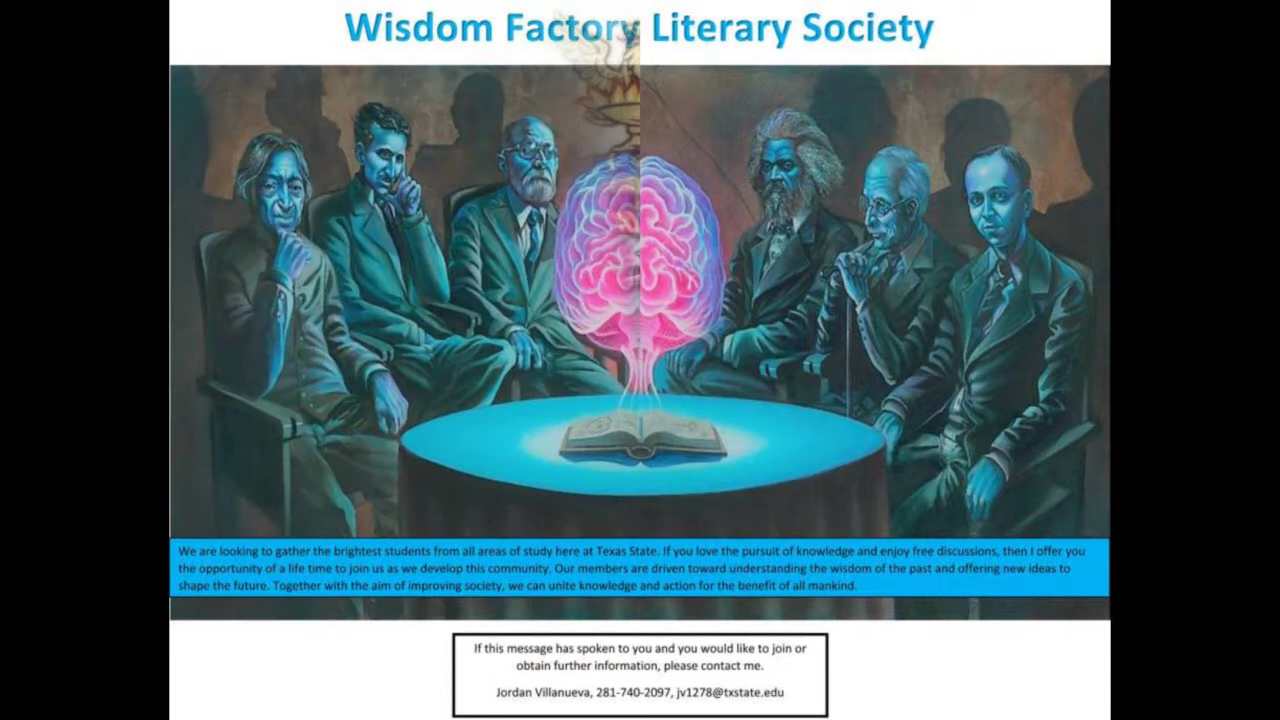 Wisdom Factory Literary Society
We are looking to gather the brightest students from all areas of study here at Texas State. If you love the pursuit of knowledge and enjoy free discussions, then I offer you
the opportunity of a life time to join us as we develop this community. Our members are driven toward understanding the wisdom of the past and offering new ideas to
shape the future. Together with the aim of improving society, we can unite knowledge and action for the benefit of all mankind.
If this message has spoken to you and you would like to join or
obtain further information, please contact me.
Jordan Villanueva, 281-740-2097, jv1278@txstate.edu